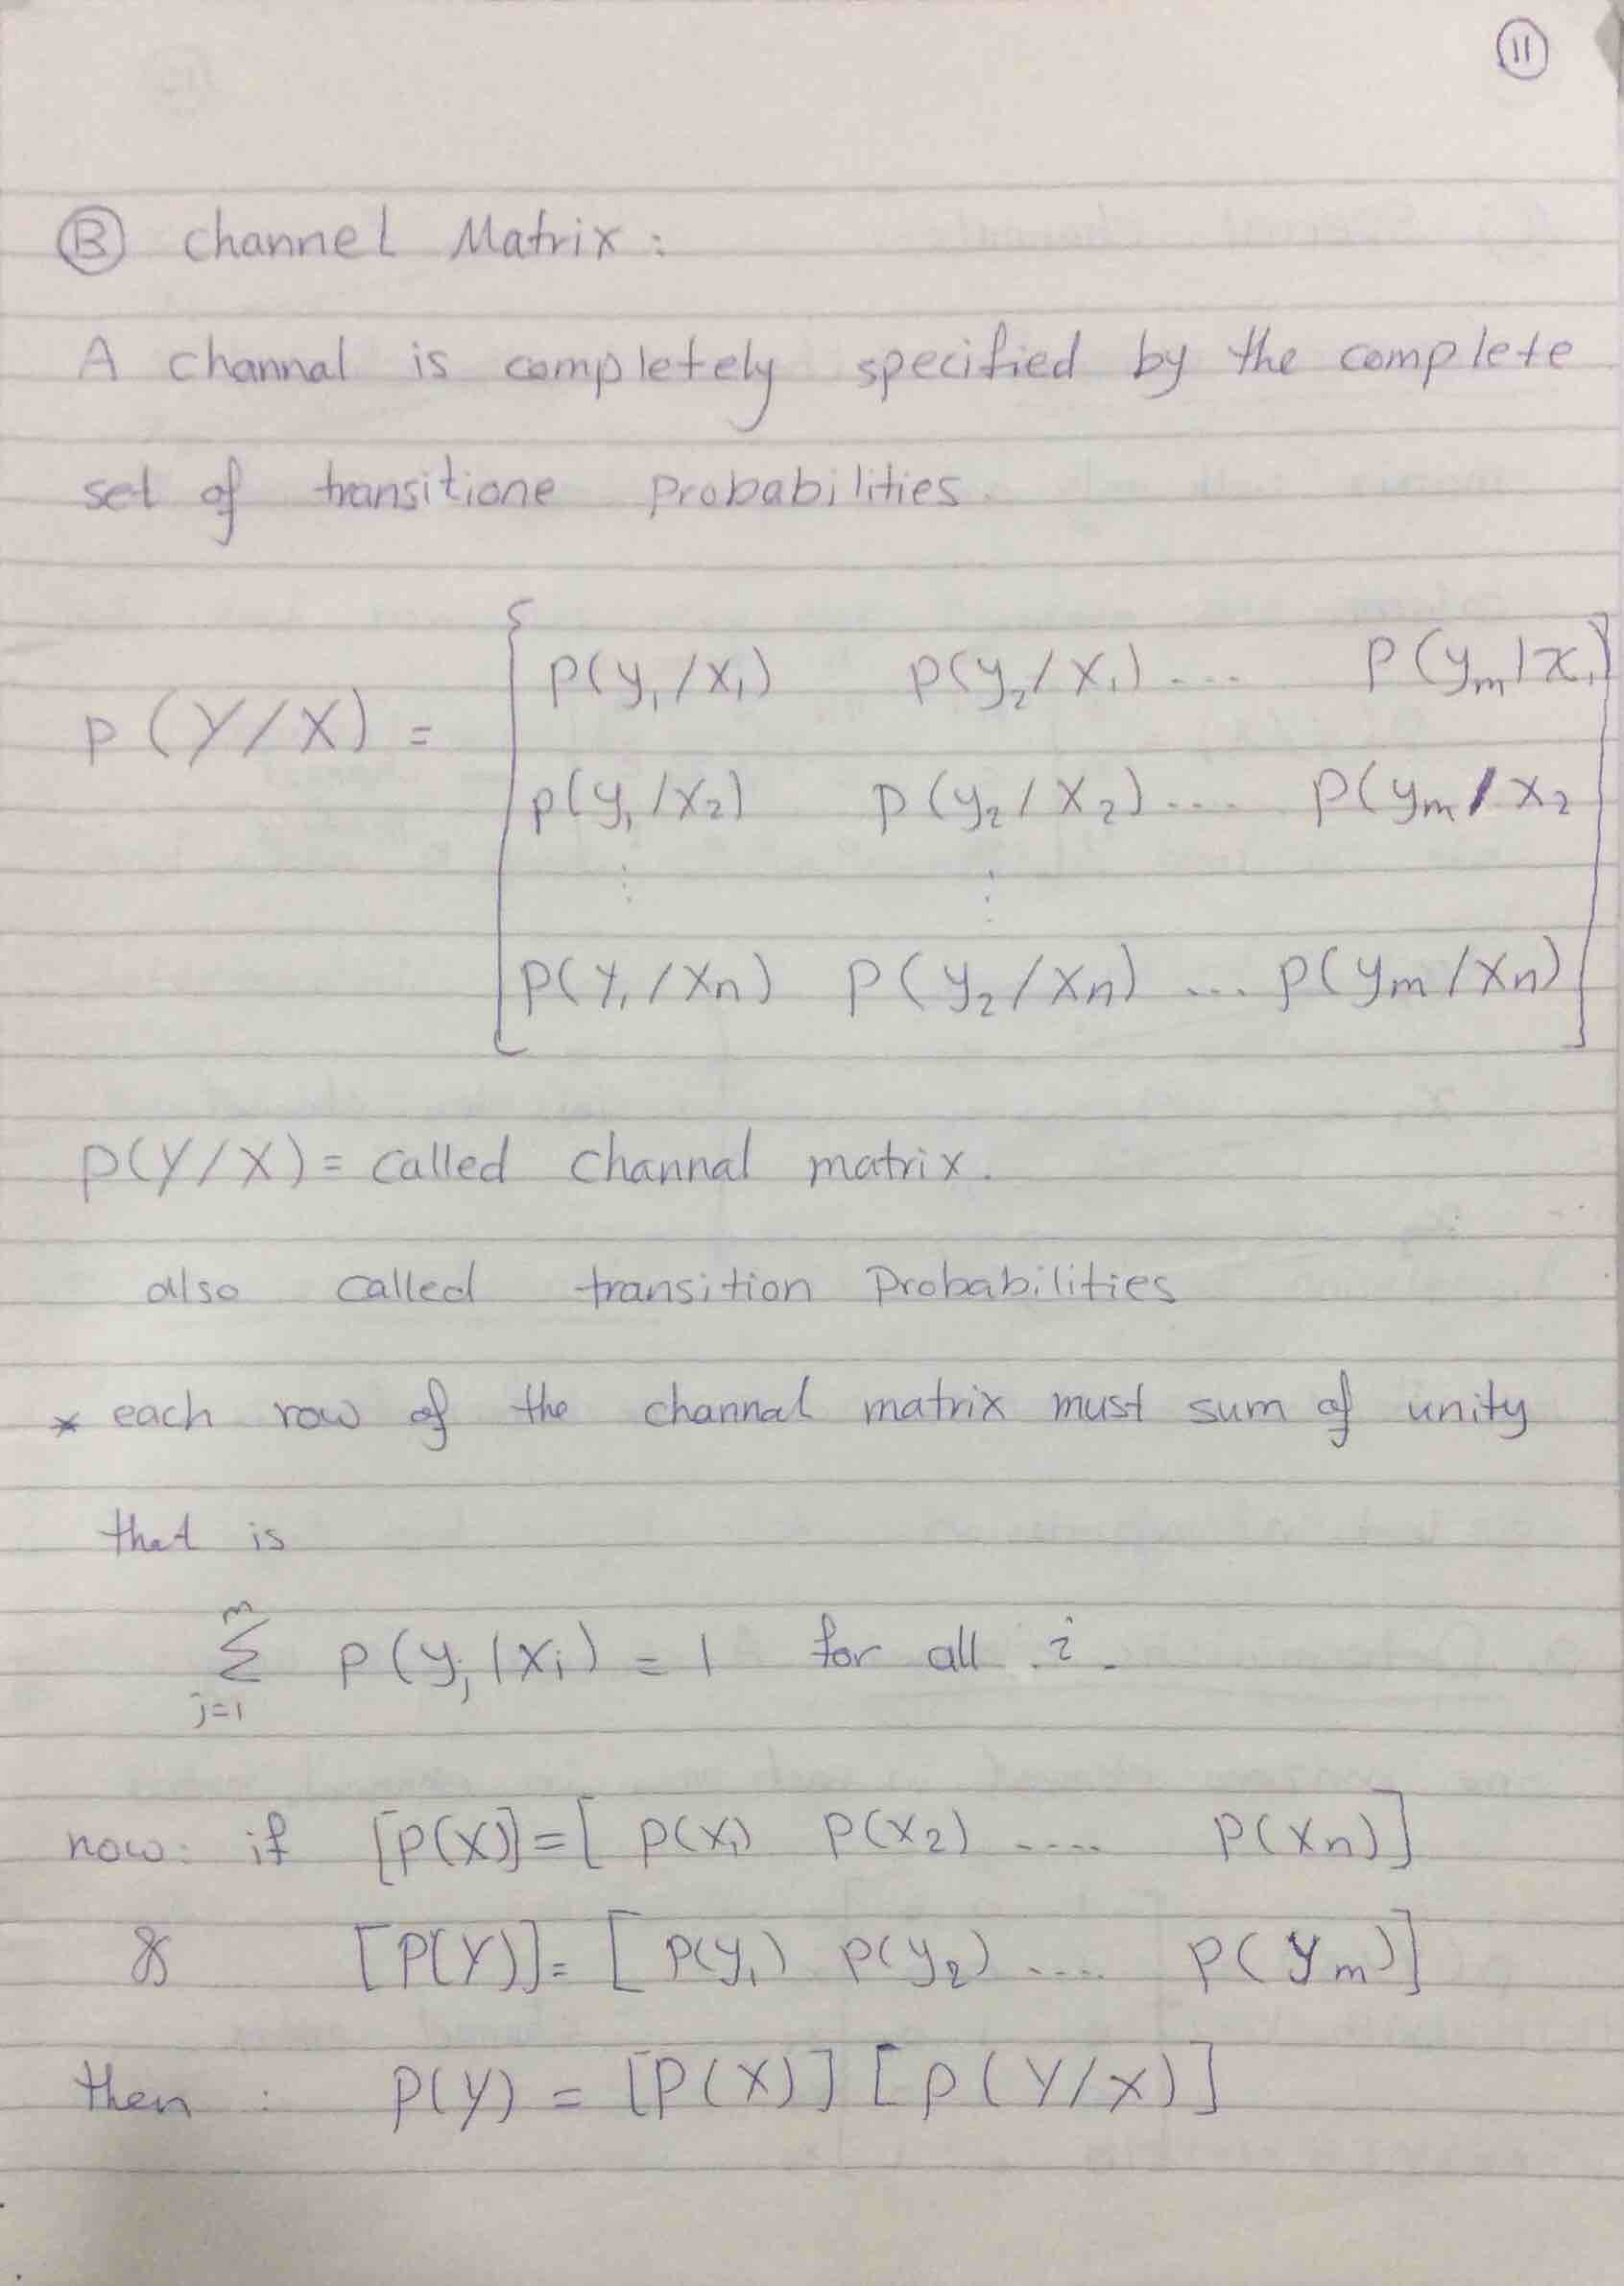 11
B channel Matrix:
A channal is completely specified by the complete
set of transitione probabilities.
P(y₁/x₁) P(y₂/x₁) .... P(yₘ/x₁)
P(Y/X) =
P(y₁/x₂) P(y₂/x₂) .... P(yₘ/x₂
⋮ ⋮
P(y₁/xn) P(y₂/xn) ... P(ym/xn)
P(Y/X) = called channal matrix.
also called transition Probabilities
* each row of the channal matrix must sum of unity
that is
m
Σ P(yⱼ/xᵢ) = 1 for all i.
j=1
now: if [P(X)] = [ P(x₁) P(x₂) .... P(xn)]
& [P(Y)] = [ P(y₁) P(y₂) .... P(ym)]
then : P(Y) = [P(X)] [P(Y/X)]